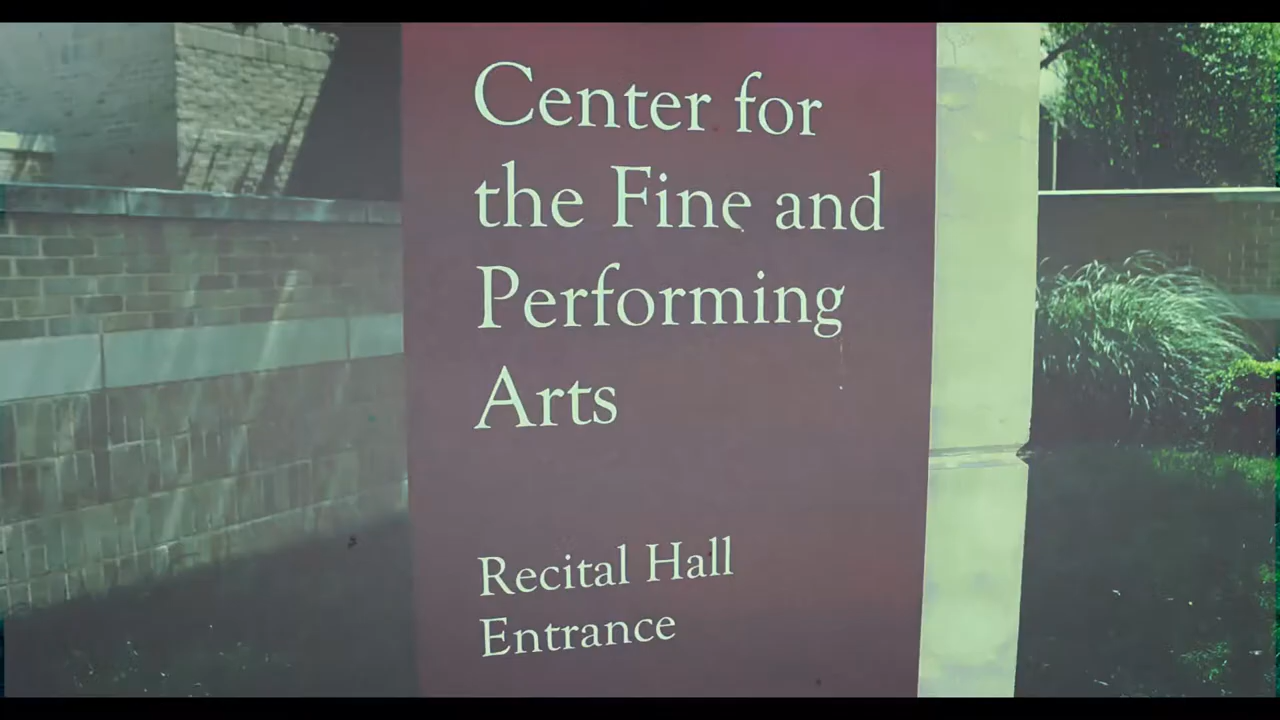 Center for
the Fine and
Performing
Arts
Recital Hall
Entrance